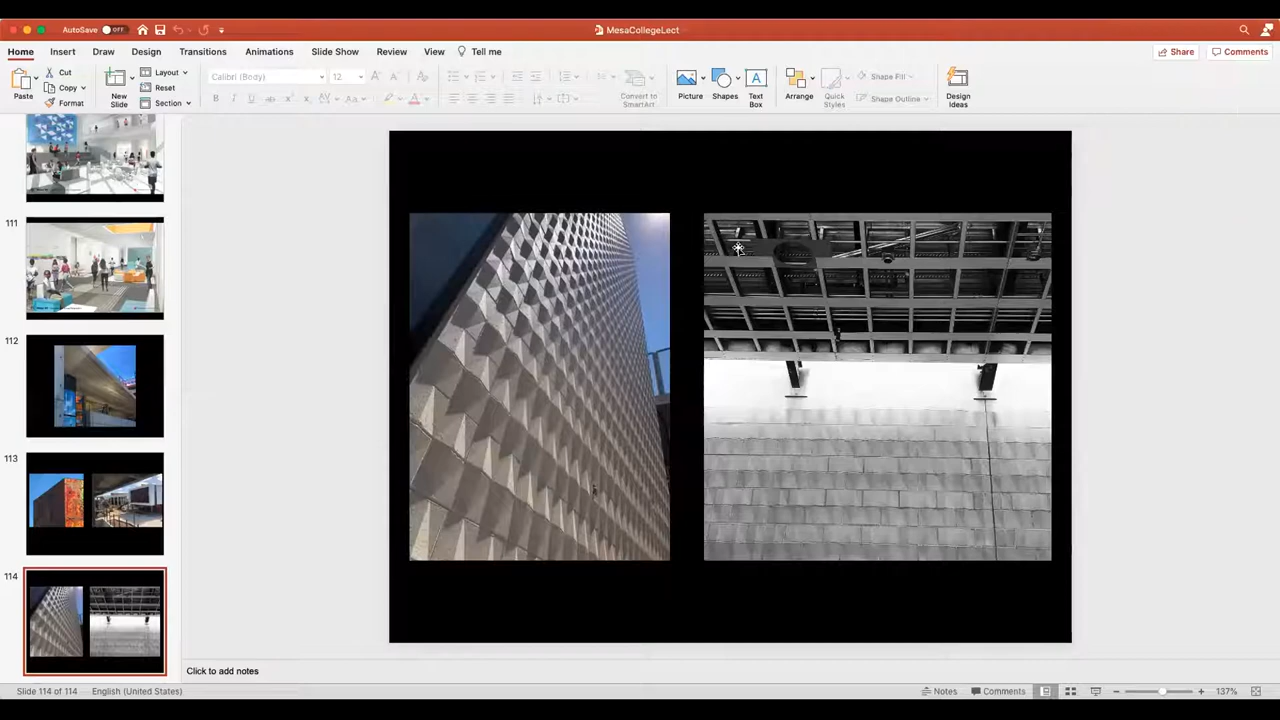 AutoSave OFF MesaCollegeLect
Home Insert Draw Design Transitions Animations Slide Show Review View Tell me Share Comments
Paste Cut Copy Format New Slide Layout Reset Section Calibri (Body) 12 Convert to SmartArt Picture Shapes Text Box Arrange Quick Styles Shape Fill Shape Outline Design Ideas
111
112
113
114
Click to add notes
Slide 114 of 114 English (United States) Notes Comments 137%